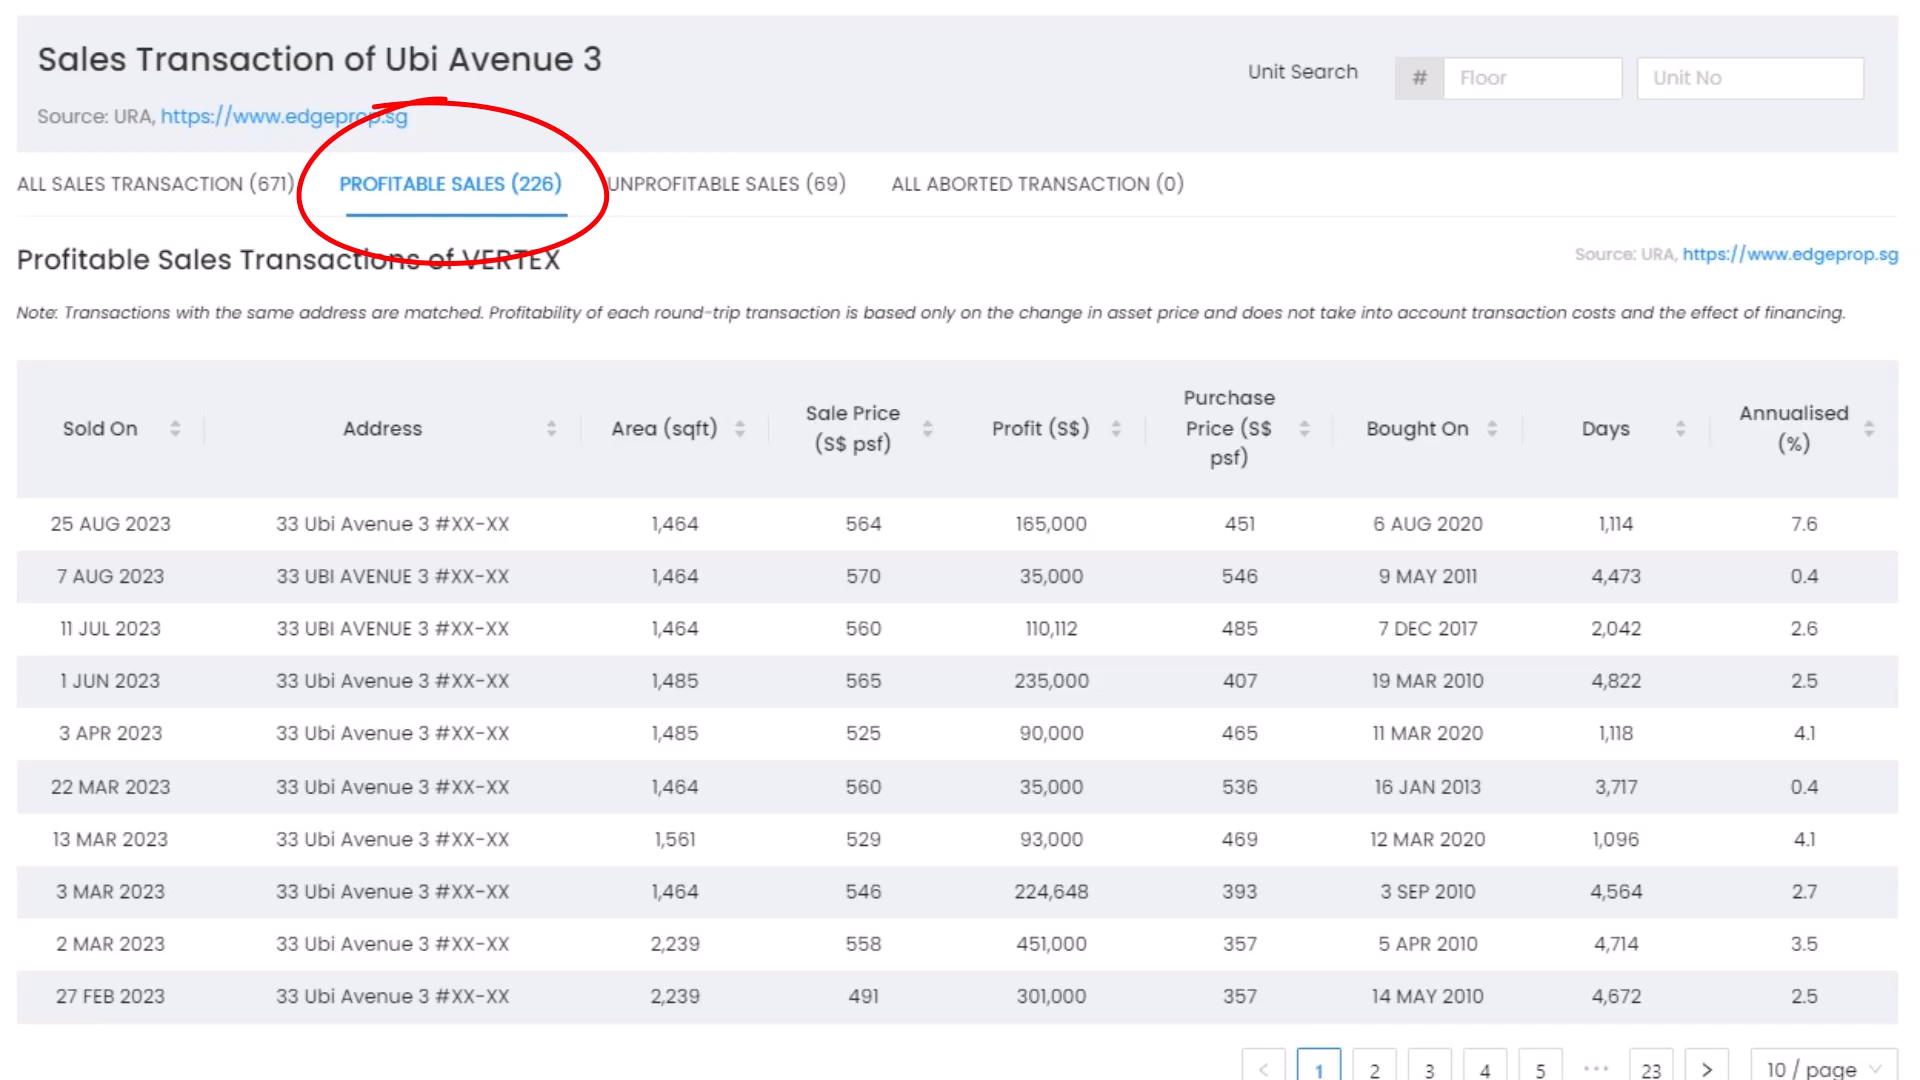 Sales Transaction of Ubi Avenue 3
Unit Search # Floor Unit No
Source: URA, https://www.edgeprop.sg
ALL SALES TRANSACTION (671) PROFITABLE SALES (226) UNPROFITABLE SALES (69) ALL ABORTED TRANSACTION (0)
Profitable Sales Transactions of VERTEX
Source: URA, https://www.edgeprop.sg
Note: Transactions with the same address are matched. Profitability of each round-trip transaction is based only on the change in asset price and does not take into account transaction costs and the effect of financing.
Sold On Address Area (sqft) Sale Price (S$ psf) Profit (S$) Purchase Price (S$ psf) Bought On Days Annualised (%)
25 AUG 2023 33 Ubi Avenue 3 #XX-XX 1,464 564 165,000 451 6 AUG 2020 1,114 7.6
7 AUG 2023 33 UBI AVENUE 3 #XX-XX 1,464 570 35,000 546 9 MAY 2011 4,473 0.4
11 JUL 2023 33 UBI AVENUE 3 #XX-XX 1,464 560 110,112 485 7 DEC 2017 2,042 2.6
1 JUN 2023 33 Ubi Avenue 3 #XX-XX 1,485 565 235,000 407 19 MAR 2010 4,822 2.5
3 APR 2023 33 Ubi Avenue 3 #XX-XX 1,485 525 90,000 465 11 MAR 2020 1,118 4.1
22 MAR 2023 33 Ubi Avenue 3 #XX-XX 1,464 560 35,000 536 16 JAN 2013 3,717 0.4
13 MAR 2023 33 Ubi Avenue 3 #XX-XX 1,561 529 93,000 469 12 MAR 2020 1,096 4.1
3 MAR 2023 33 Ubi Avenue 3 #XX-XX 1,464 546 224,648 393 3 SEP 2010 4,564 2.7
2 MAR 2023 33 Ubi Avenue 3 #XX-XX 2,239 558 451,000 357 5 APR 2010 4,714 3.5
27 FEB 2023 33 Ubi Avenue 3 #XX-XX 2,239 491 301,000 357 14 MAY 2010 4,672 2.5
< 1 2 3 4 5 ••• 23 > 10 / page